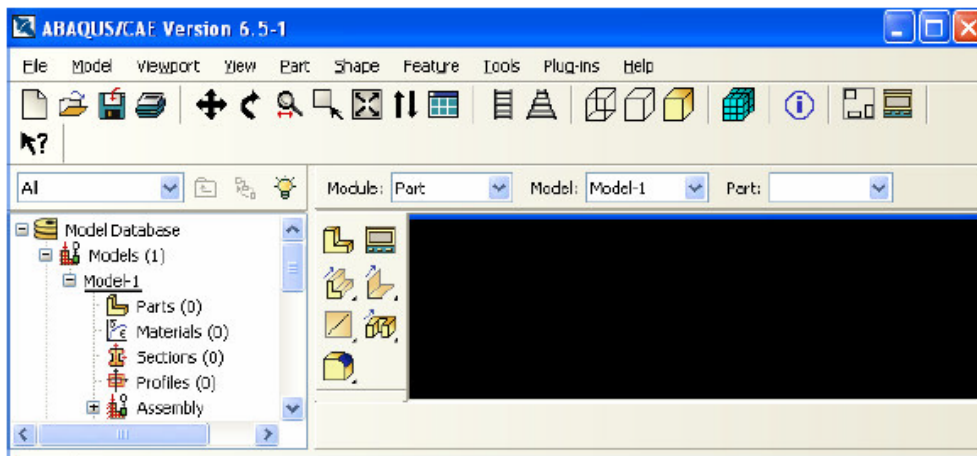 ABAQUS/CAE Version 6.5-1
File Model Viewport View Part Shape Feature Tools Plug-ins Help
All
Module: Part Model: Model-1 Part:
Model Database
Models (1)
Model-1
Parts (0)
Materials (0)
Sections (0)
Profiles (0)
Assembly